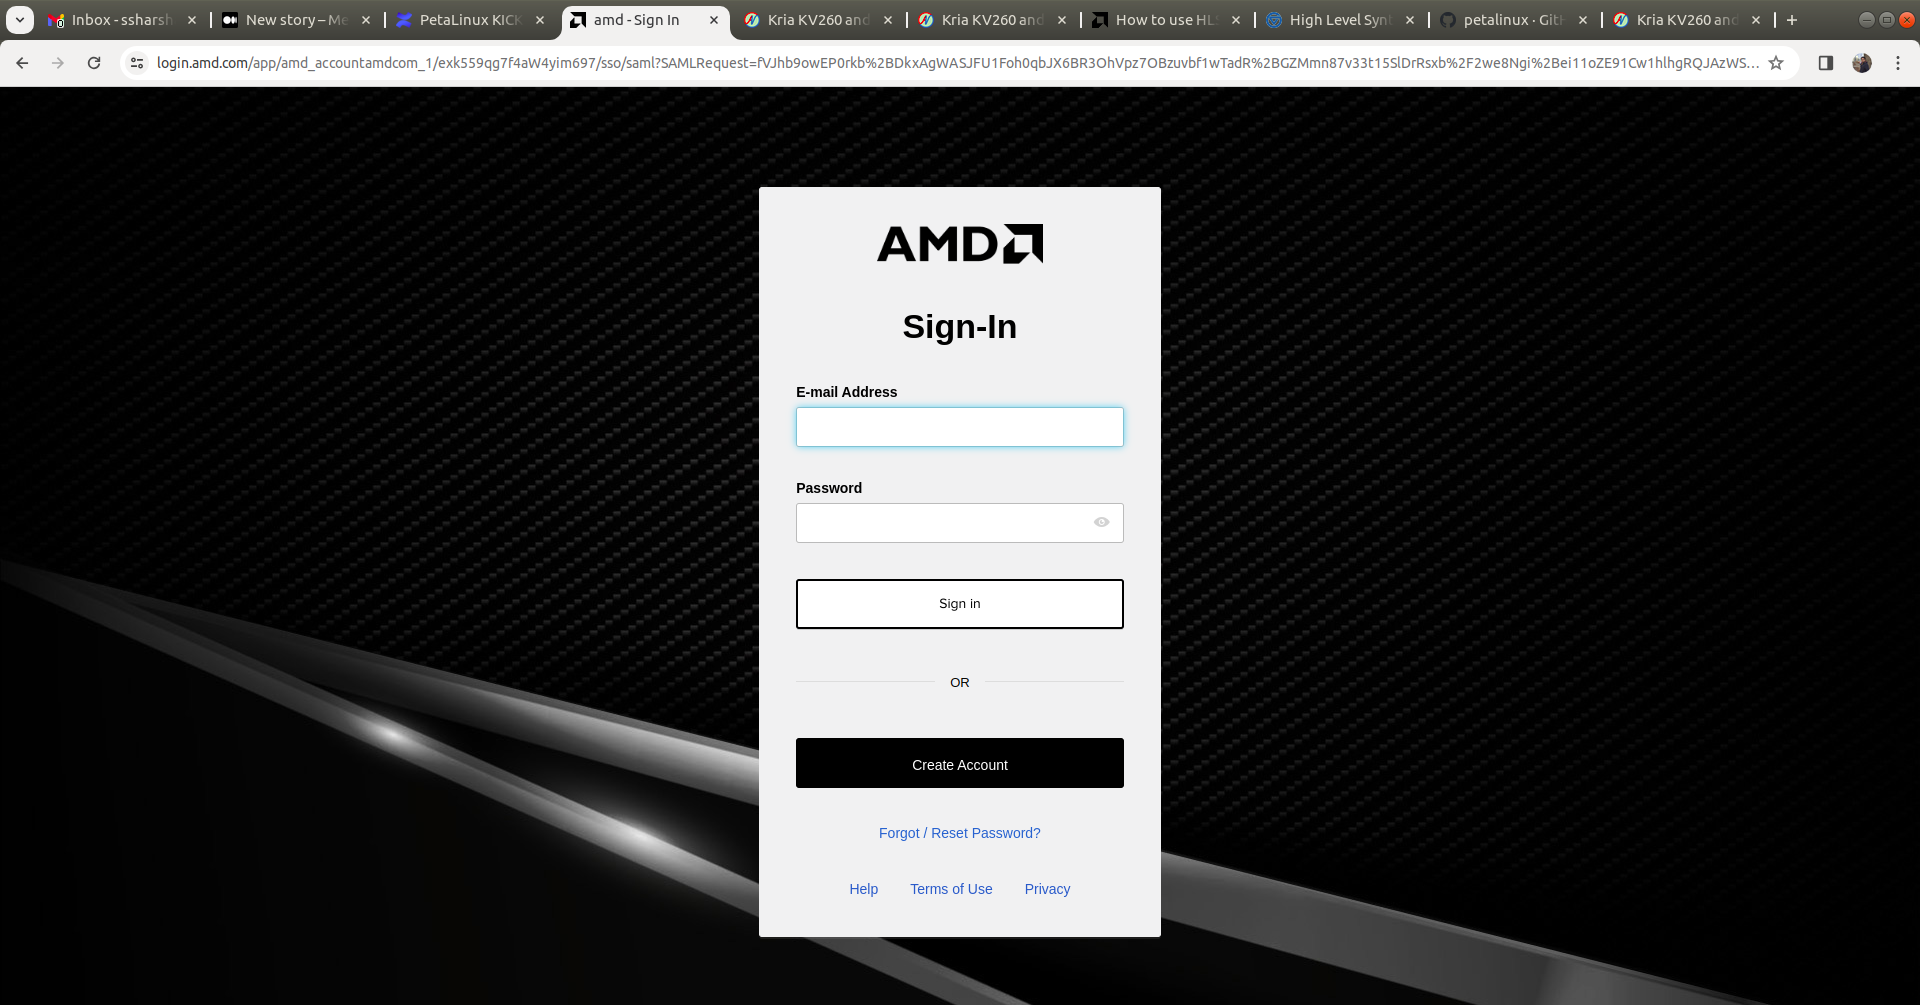 Inbox - ssharsh
New story – Me
PetaLinux KICK
amd - Sign In
Kria KV260 and
Kria KV260 and
How to use HLS
High Level Synt
petalinux · GitH
Kria KV260 and
login.amd.com/app/amd_accountamdcom_1/exk559qg7f4aW4yim697/sso/saml?SAMLRequest=fVJhb9owEP0rkb%2BDkxAgWASJFU1Foh0qbJX6BR3OhVpz7OBzuvbf1wTadR%2BGZMmn87v33t15SlDrRsxb%2F2we8Ngi%2Bei11oZE91Cw1hlhgRQJAzWS...
AMD
Sign-In
E-mail Address
Password
Sign in
OR
Create Account
Forgot / Reset Password?
Help Terms of Use Privacy